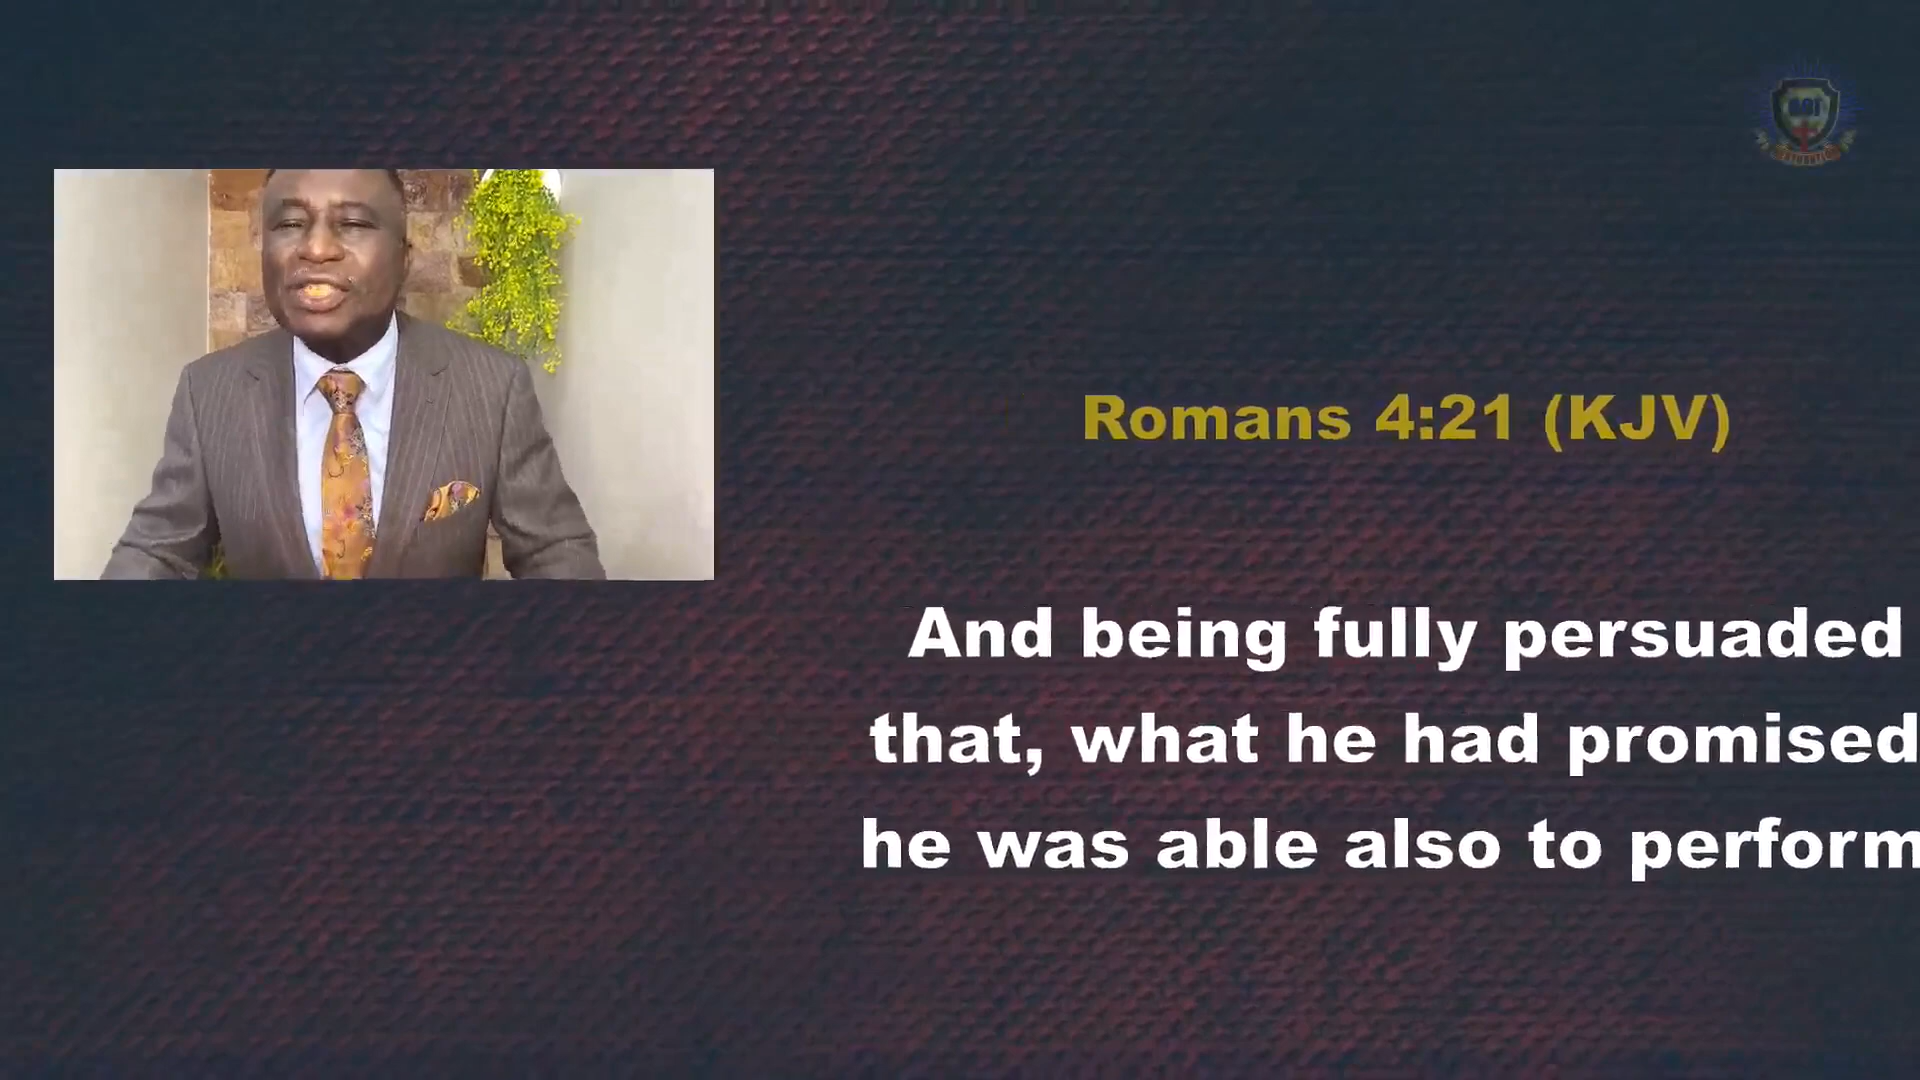 Romans 4:21 (KJV)
And being fully persuaded
that, what he had promised
he was able also to perform